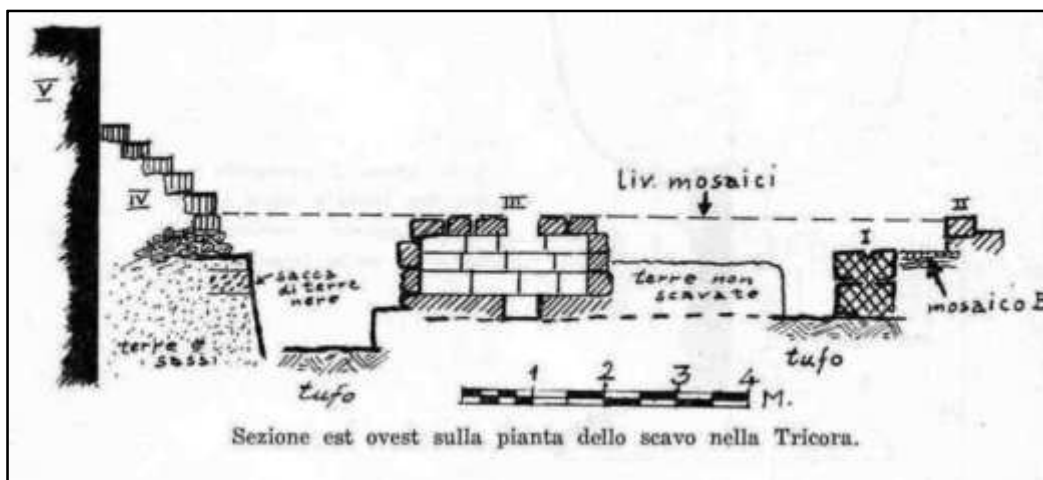 V
IV
III
liv. mosaici
II
I
sacca
di terre
nere
terre non
scavate
mosaico B
terre e
sassi
tufo
tufo
1 2 3 4
M.
Sezione est ovest sulla pianta dello scavo nella Tricora.